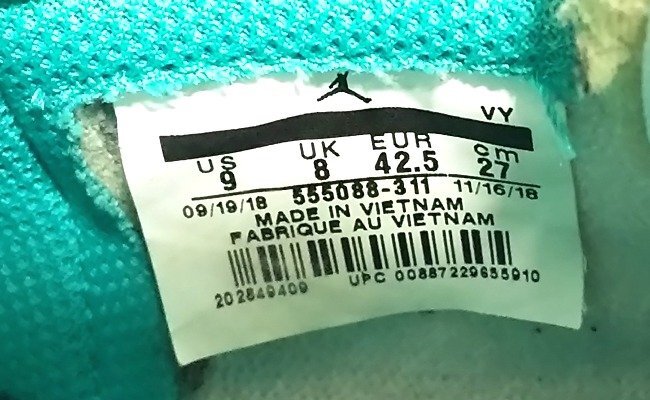 VY
US UK EUR cm
9 8 42.5 27
09/19/18 555088-311 11/16/18
MADE IN VIETNAM
FABRIQUE AU VIETNAM
202849409 UPC 00887229655910